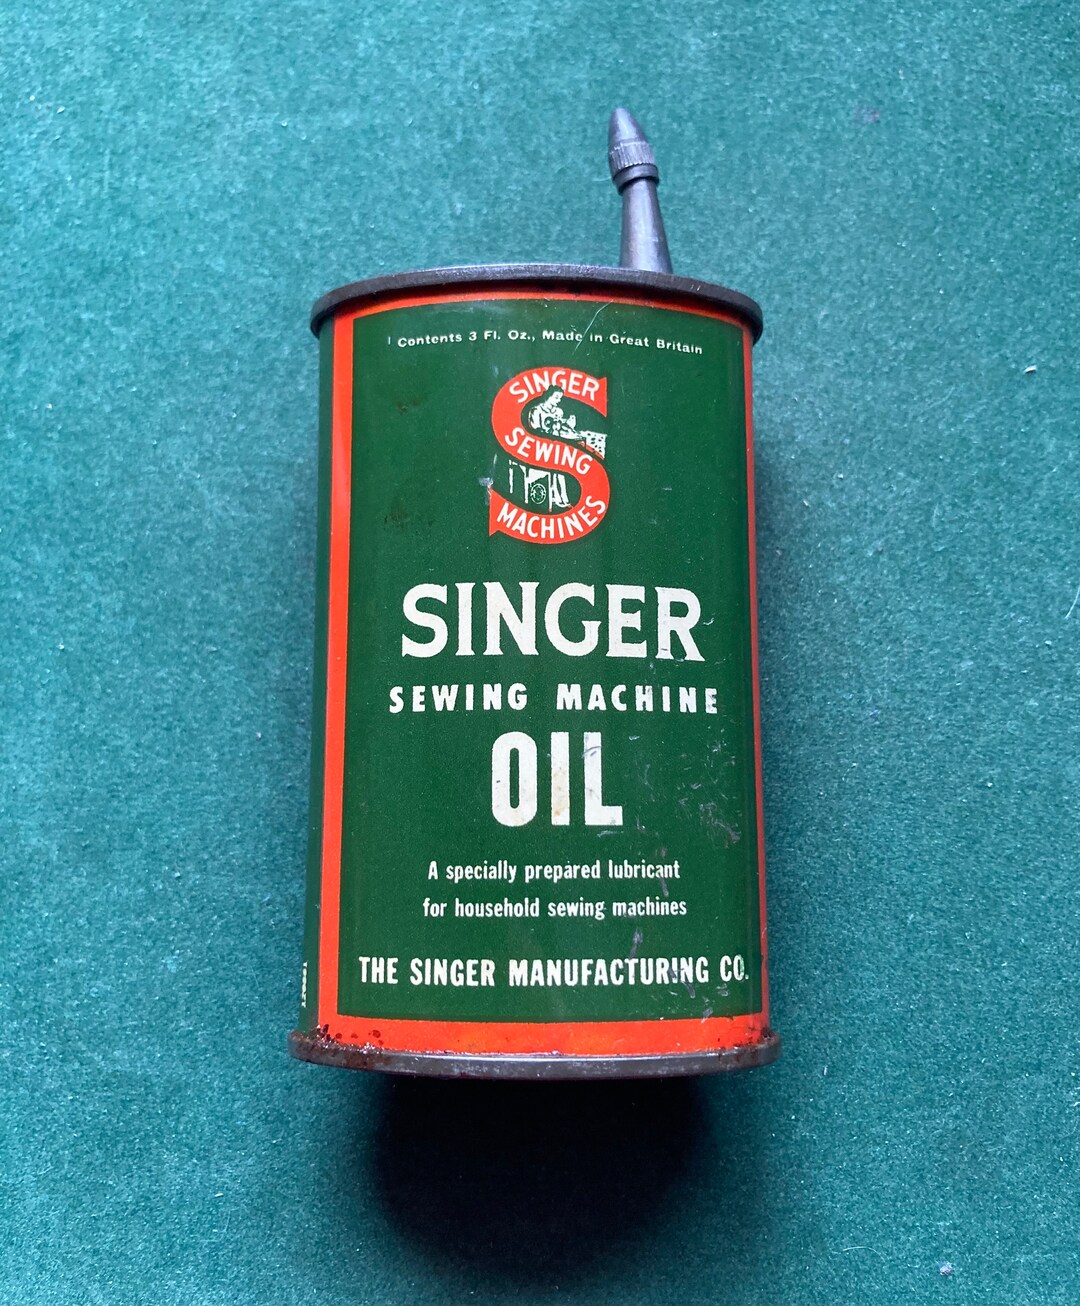 Contents 3 Fl. Oz., Made in Great Britain
SINGER
SEWING
MACHINES
SINGER
SEWING MACHINE
OIL
A specially prepared lubricant
for household sewing machines
THE SINGER MANUFACTURING CO.